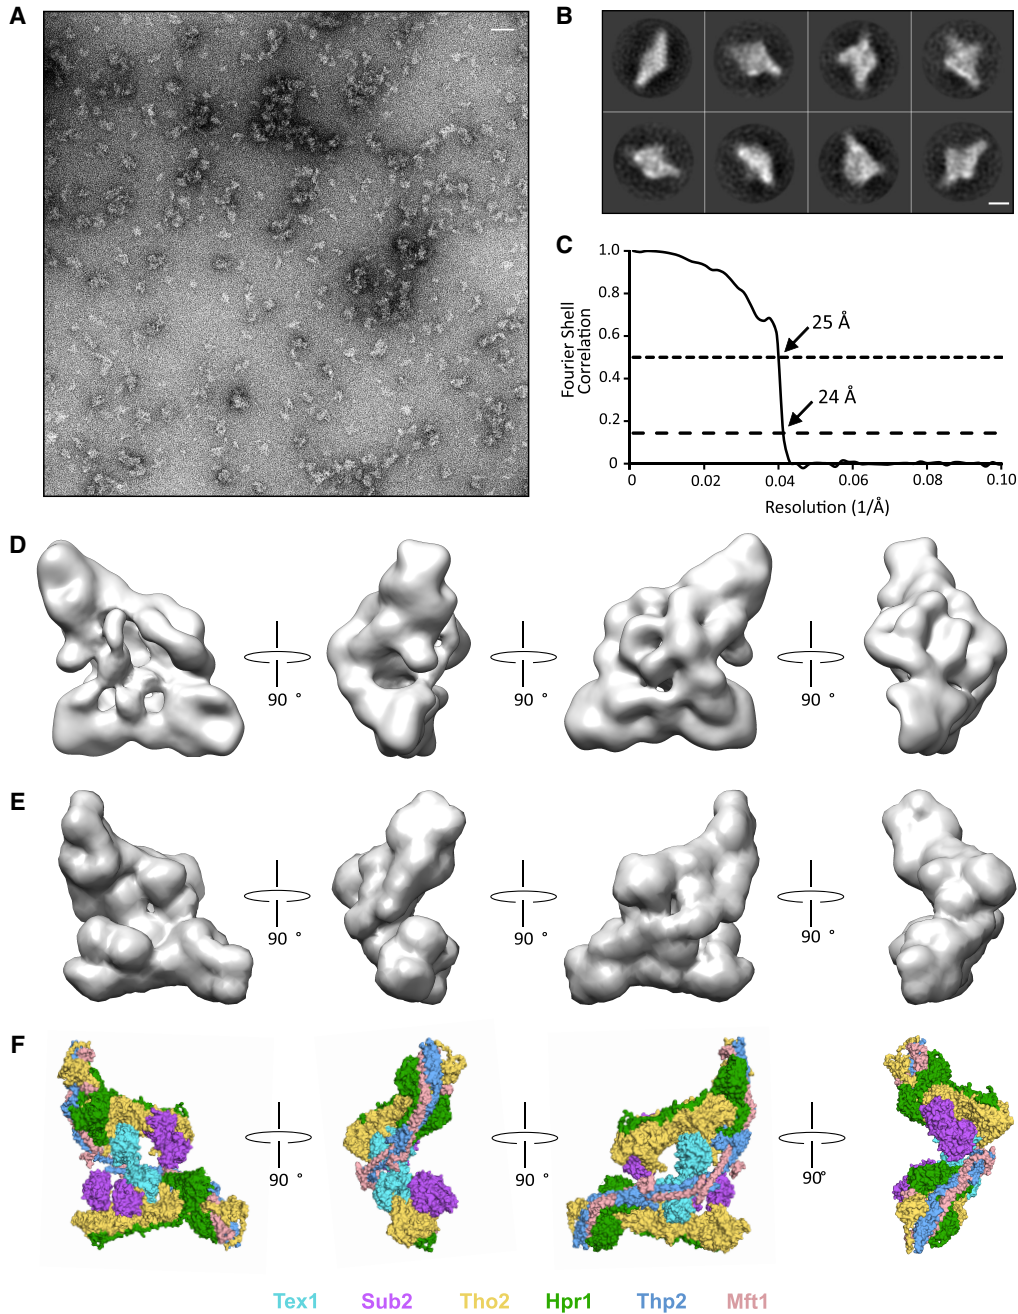 A
B
C
1.0
0.8
0.6
0.4
0.2
0
Fourier Shell
Correlation
25 Å
24 Å
0 0.02 0.04 0.06 0.08 0.10
Resolution (1/Å)
D
90 ° 90 ° 90 °
E
90 ° 90 ° 90 °
F
90 ° 90 ° 90°
Tex1 Sub2 Tho2 Hpr1 Thp2 Mft1